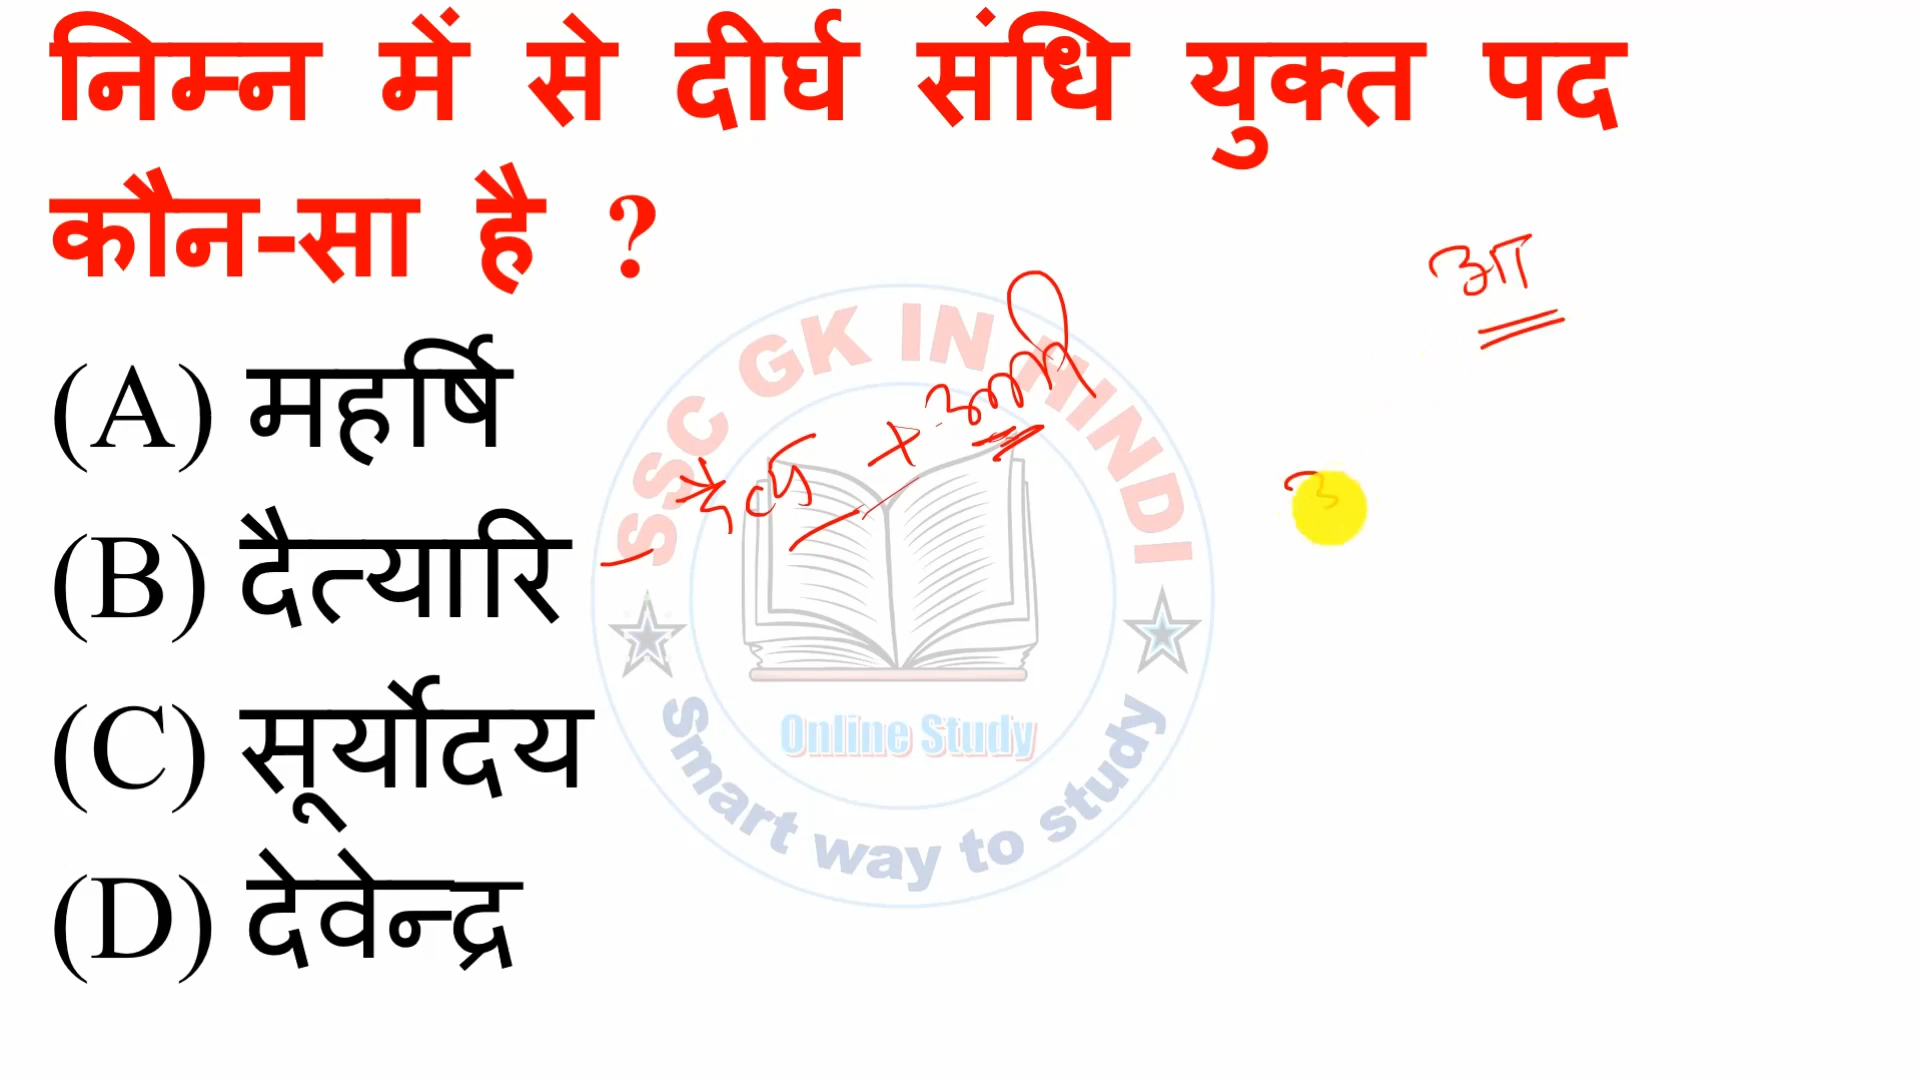 निम्न में से दीर्घ संधि युक्त पद
कौन-सा है ?
(A) महर्षि
(B) दैत्यारि
(C) सूर्योदय
(D) देवेन्द्र
SSC GK IN HINDI
Online Study
Smart way to study
आ